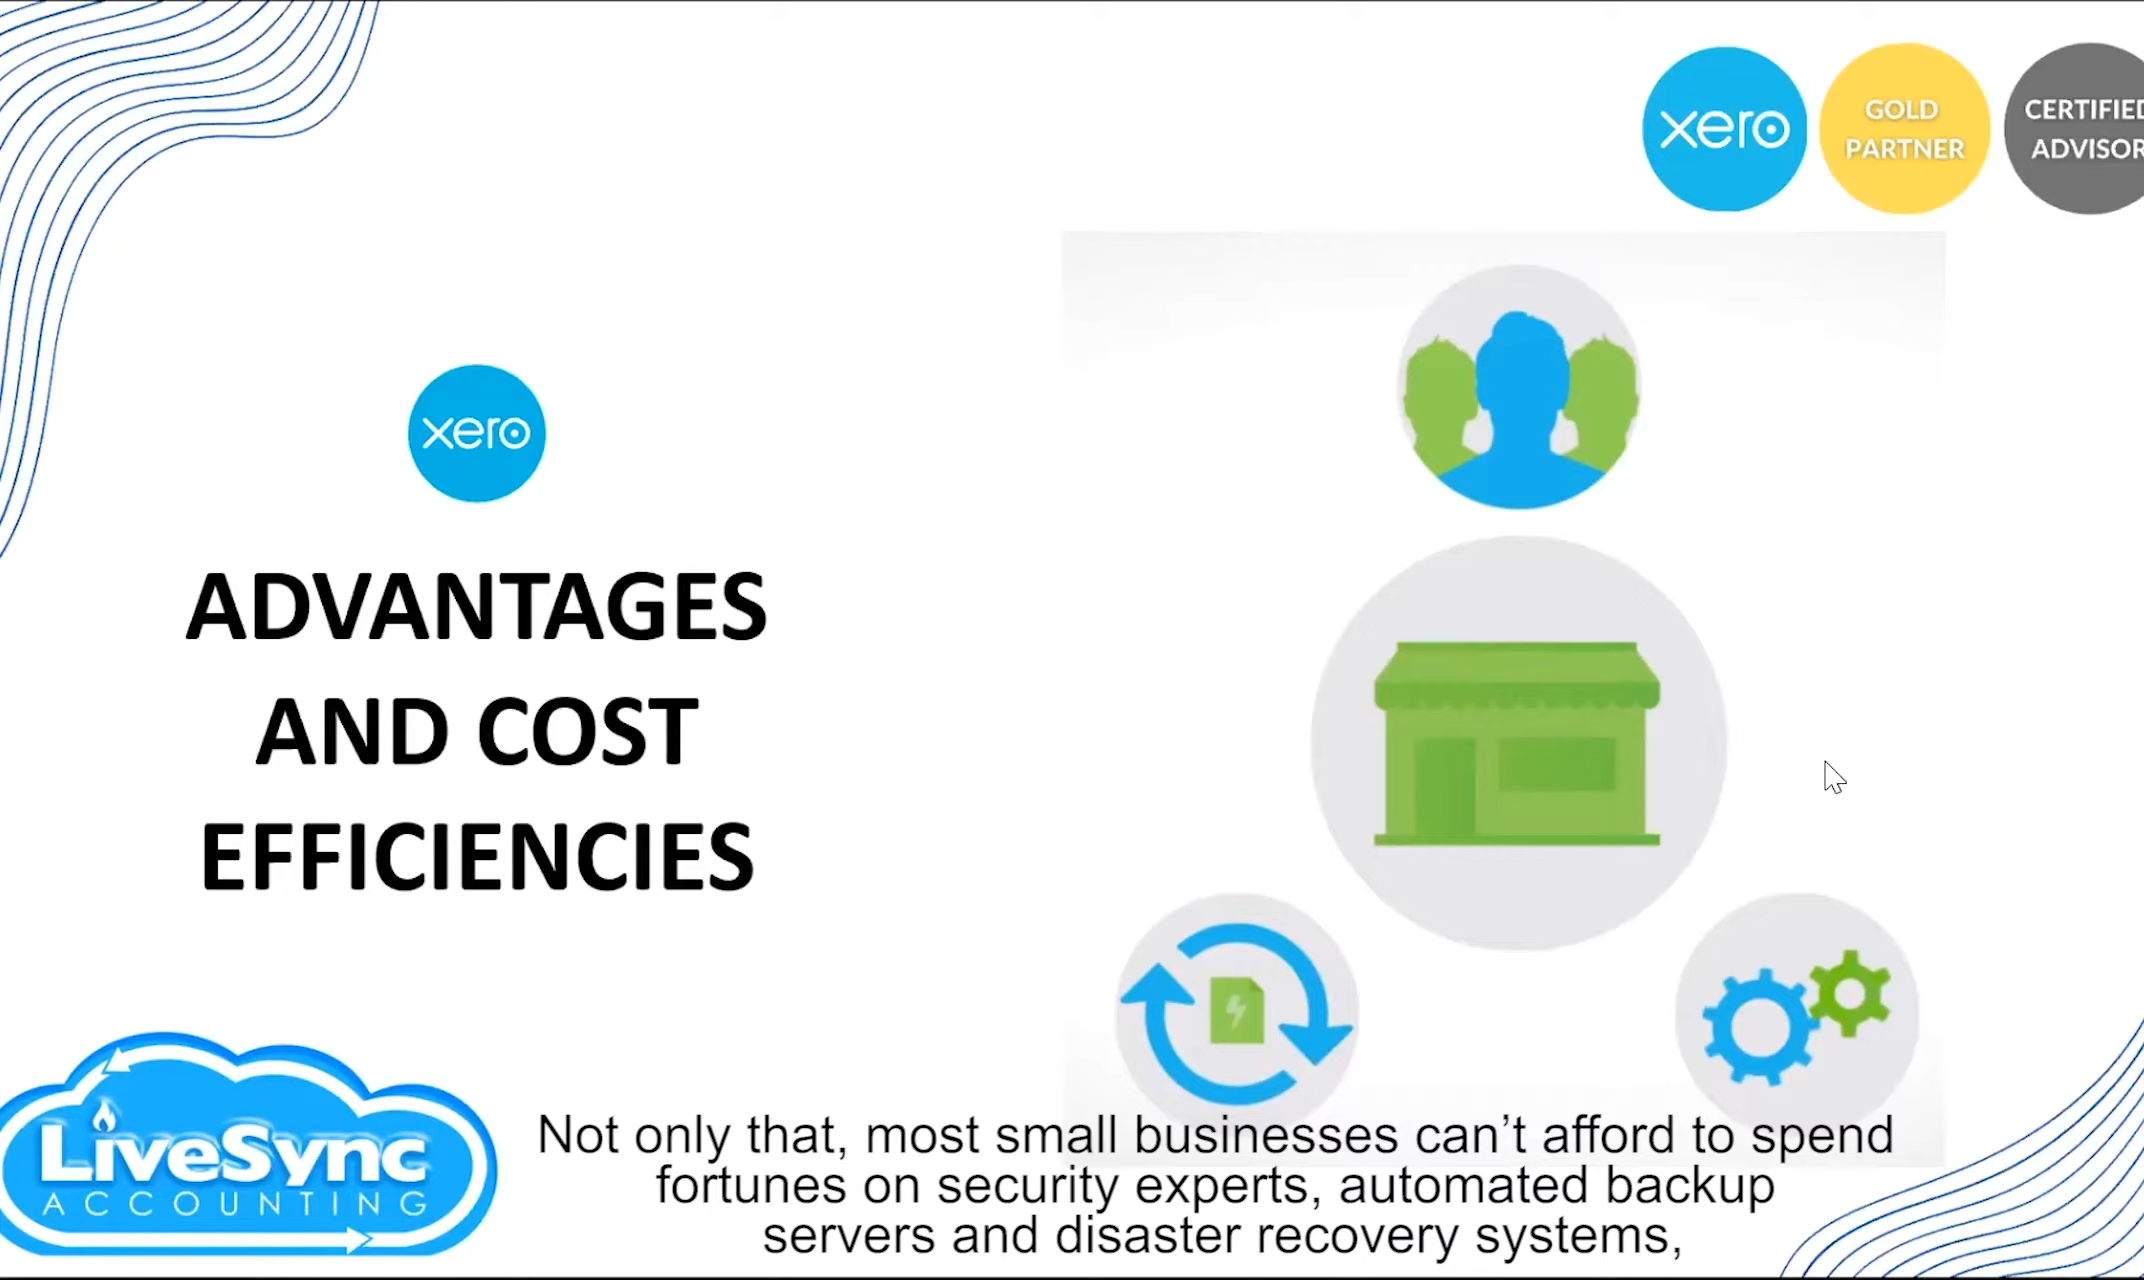 xero
GOLD
PARTNER
CERTIFIED
ADVISOR
xero
ADVANTAGES
AND COST
EFFICIENCIES
LiveSync
ACCOUNTING
Not only that, most small businesses can’t afford to spend
fortunes on security experts, automated backup
servers and disaster recovery systems,